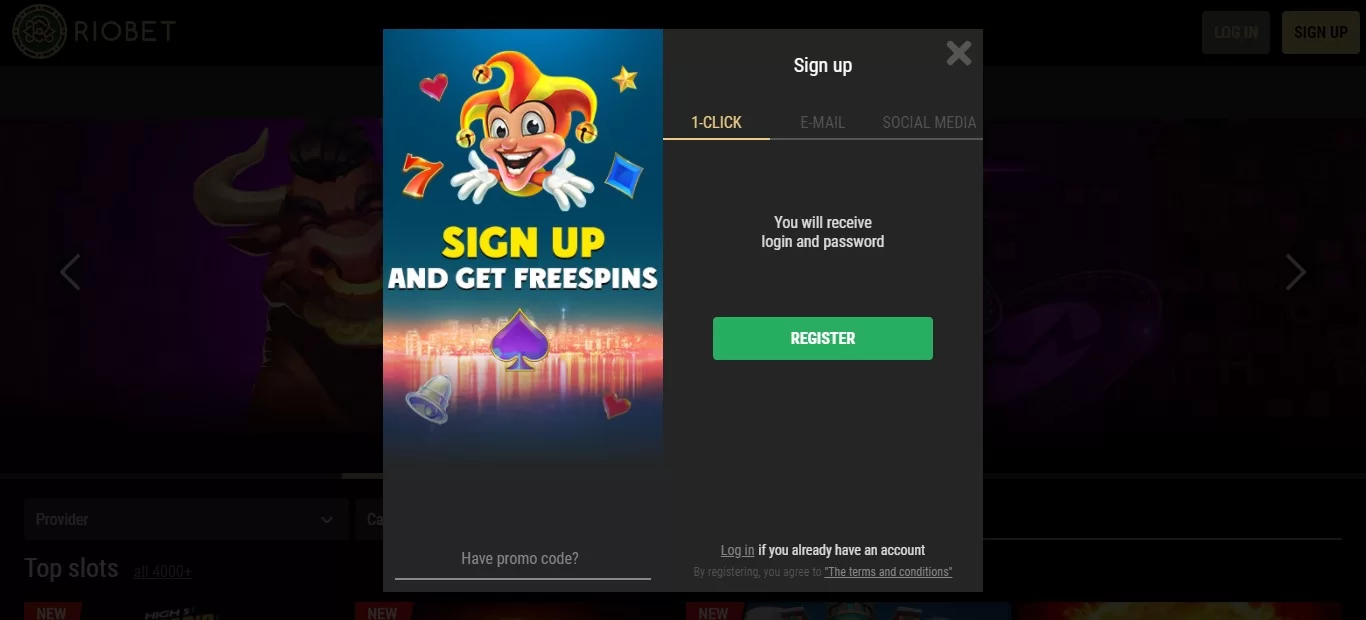 RIOBET
LOG IN
SIGN UP
Sign up
1-CLICK
E-MAIL
SOCIAL MEDIA
7
SIGN UP
AND GET FREESPINS
You will receive
login and password
REGISTER
Provider
Ca
Have promo code?
Log in if you already have an account
By registering, you agree to "The terms and conditions"
Top slots
all 4000+
NEW
NEW
NEW